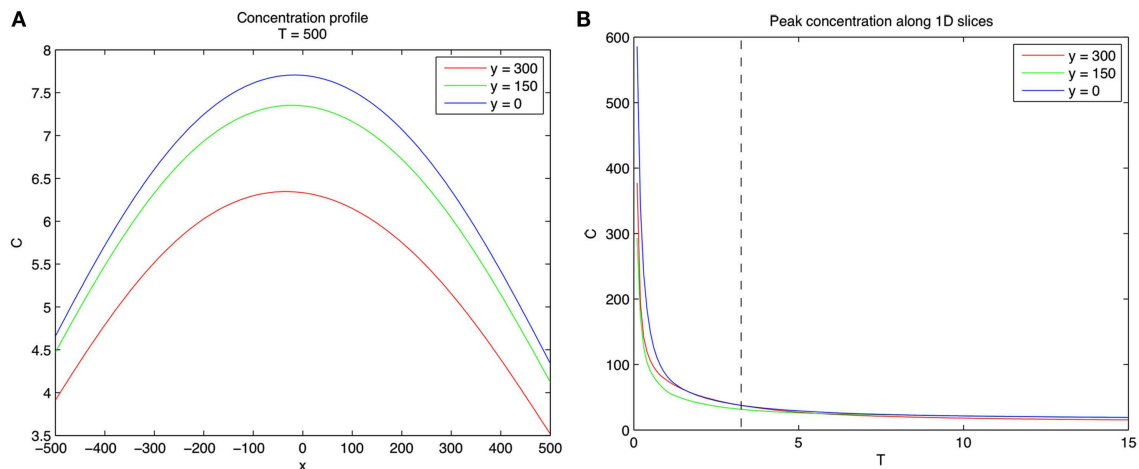 A
Concentration profile
T = 500
8
7.5
7
6.5
6
5.5
5
4.5
4
3.5
C
−500 −400 −300 −200 −100 0 100 200 300 400 500
x
y = 300
y = 150
y = 0
B
Peak concentration along 1D slices
600
500
400
300
200
100
0
C
0 5 10 15
T
y = 300
y = 150
y = 0